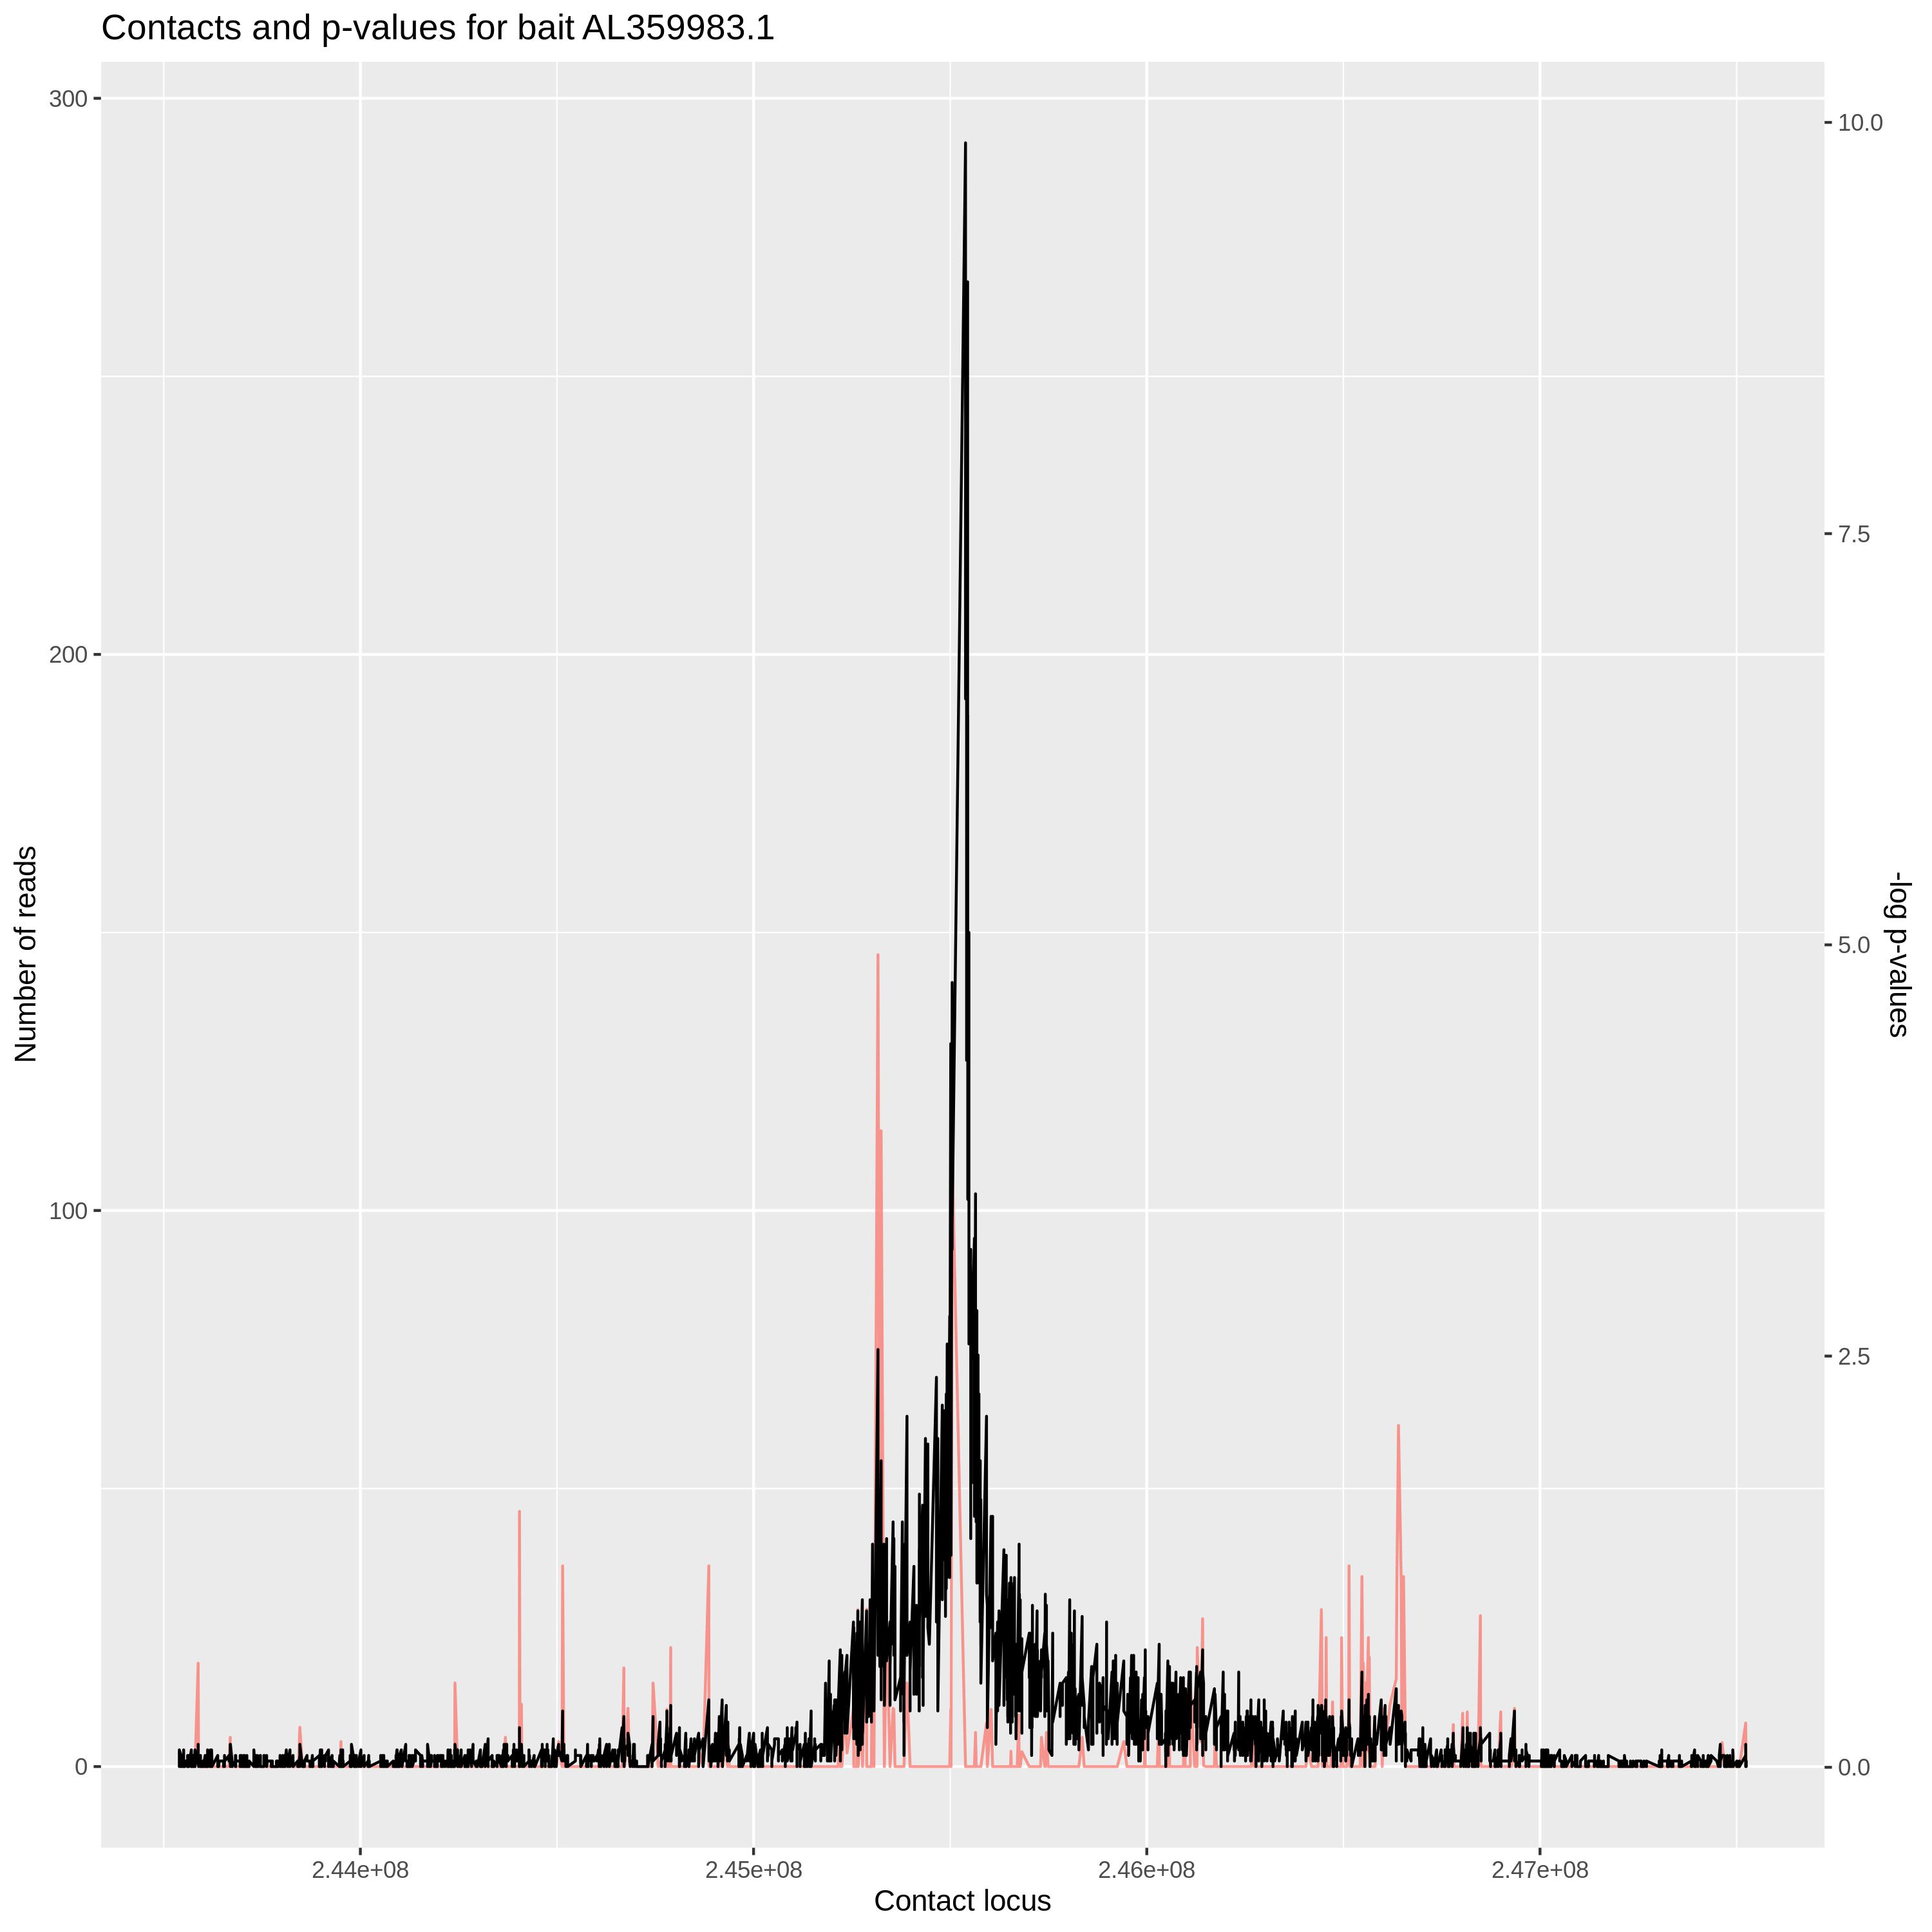 Contacts and p-values for bait AL359983.1
300
200
100
0
Number of reads
10.0
7.5
5.0
2.5
0.0
-log p-values
2.44e+08
2.45e+08
2.46e+08
2.47e+08
Contact locus